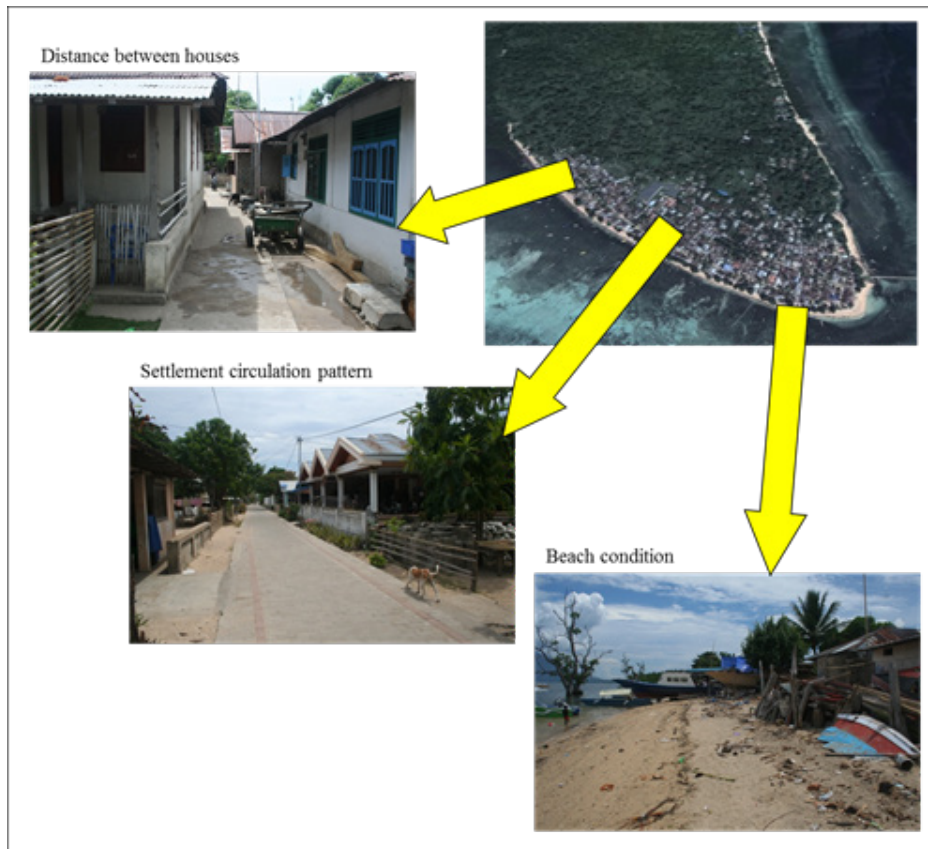 Distance between houses
Settlement circulation pattern
Beach condition